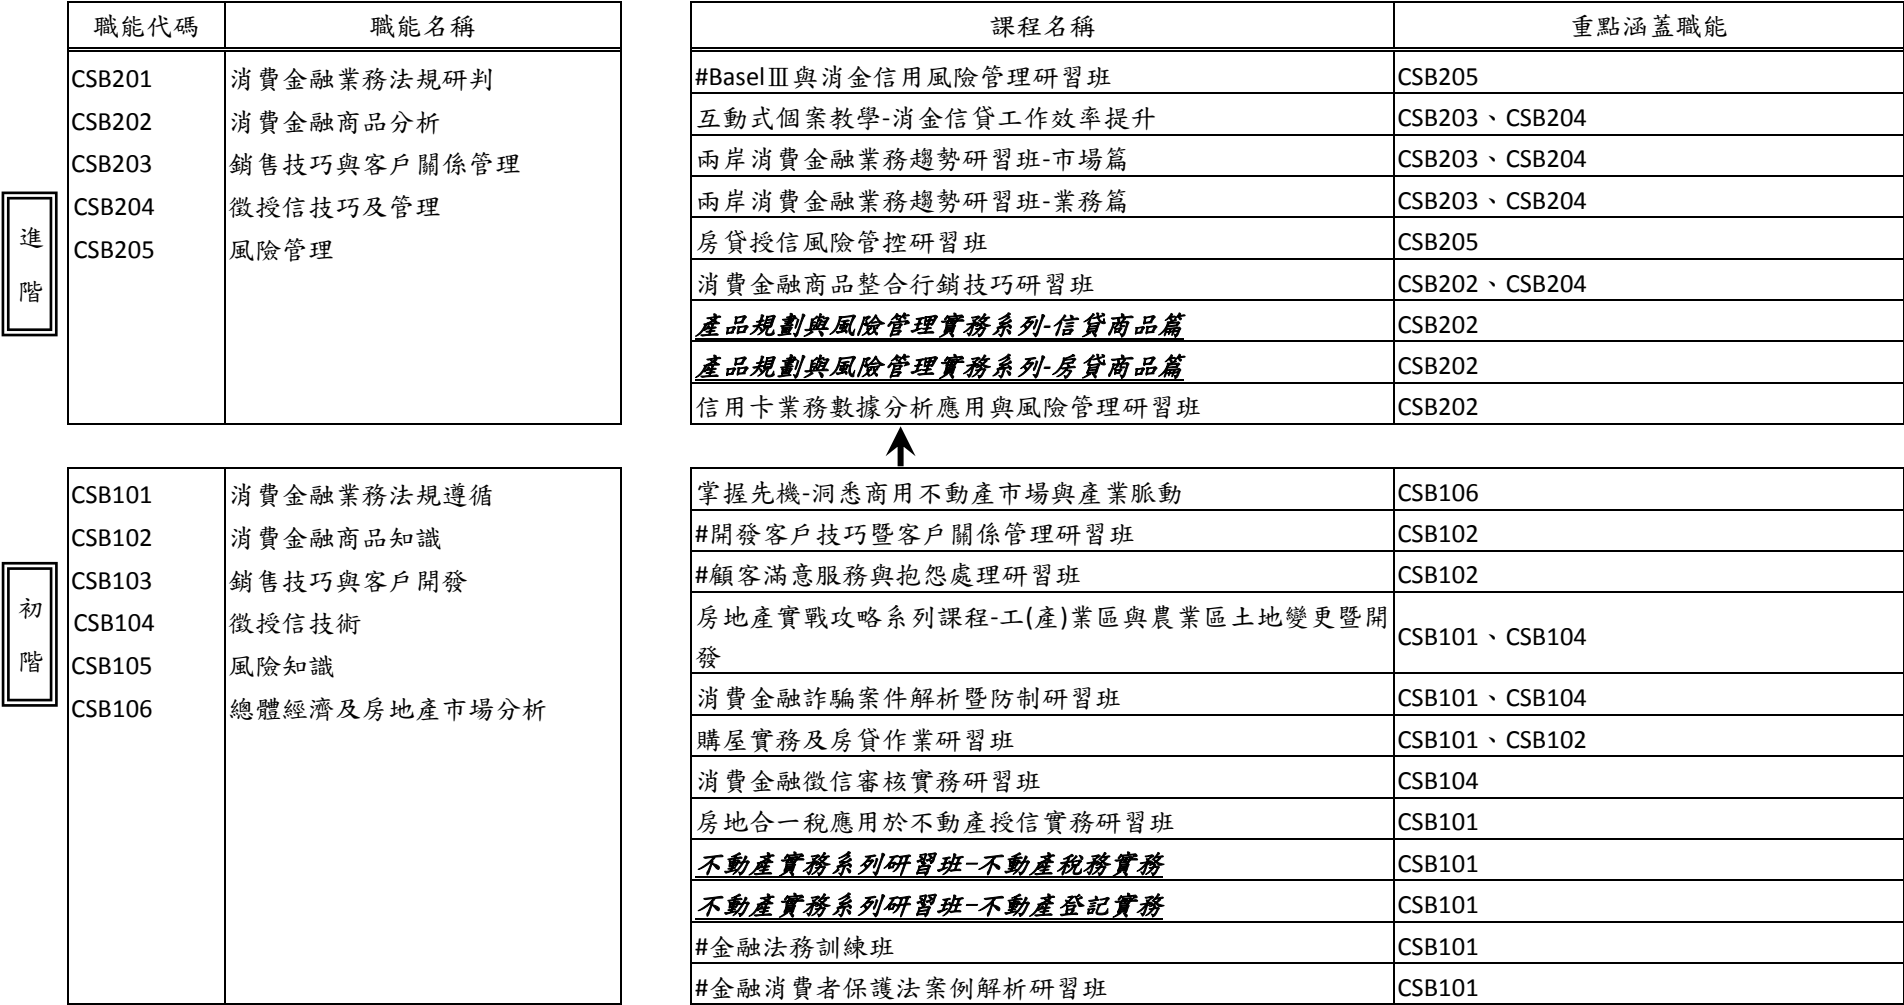 職能代碼 職能名稱
CSB201 消費金融業務法規研判
CSB202 消費金融商品分析
CSB203 銷售技巧與客戶關係管理
CSB204 徵授信技巧及管理
CSB205 風險管理
進
階
課程名稱 重點涵蓋職能
#BaselⅢ與消金信用風險管理研習班 CSB205
互動式個案教學-消金信貸工作效率提升 CSB203、CSB204
兩岸消費金融業務趨勢研習班-市場篇 CSB203、CSB204
兩岸消費金融業務趨勢研習班-業務篇 CSB203、CSB204
房貸授信風險管控研習班 CSB205
消費金融商品整合行銷技巧研習班 CSB202、CSB204
產品規劃與風險管理實務系列-信貸商品篇 CSB202
產品規劃與風險管理實務系列-房貸商品篇 CSB202
信用卡業務數據分析應用與風險管理研習班 CSB202
CSB101 消費金融業務法規遵循
CSB102 消費金融商品知識
CSB103 銷售技巧與客戶開發
CSB104 徵授信技術
CSB105 風險知識
CSB106 總體經濟及房地產市場分析
初
階
掌握先機-洞悉商用不動產市場與產業脈動 CSB106
#開發客戶技巧暨客戶關係管理研習班 CSB102
#顧客滿意服務與抱怨處理研習班 CSB102
房地產實戰攻略系列課程-工(產)業區與農業區土地變更暨開
發 CSB101、CSB104
消費金融詐騙案件解析暨防制研習班 CSB101、CSB104
購屋實務及房貸作業研習班 CSB101、CSB102
消費金融徵信審核實務研習班 CSB104
房地合一稅應用於不動產授信實務研習班 CSB101
不動產實務系列研習班-不動產稅務實務 CSB101
不動產實務系列研習班-不動產登記實務 CSB101
#金融法務訓練班 CSB101
#金融消費者保護法案例解析研習班 CSB101